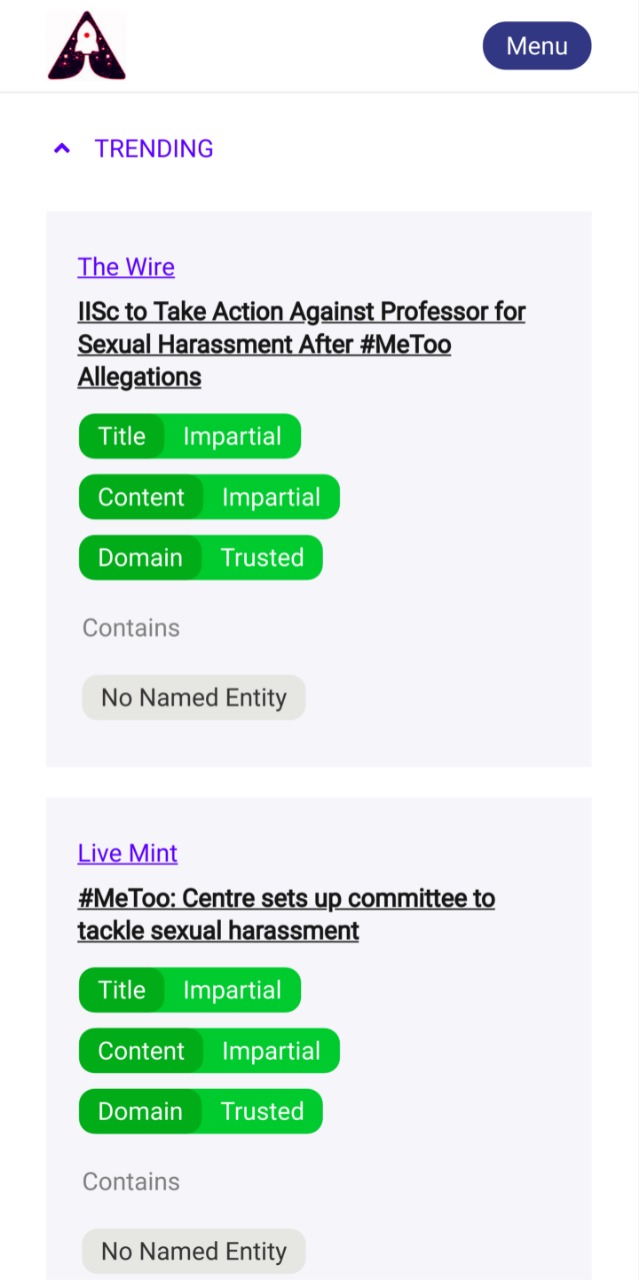 Menu
TRENDING
The Wire
IISc to Take Action Against Professor for
Sexual Harassment After #MeToo
Allegations
Title Impartial
Content Impartial
Domain Trusted
Contains
No Named Entity
Live Mint
#MeToo: Centre sets up committee to
tackle sexual harassment
Title Impartial
Content Impartial
Domain Trusted
Contains
No Named Entity